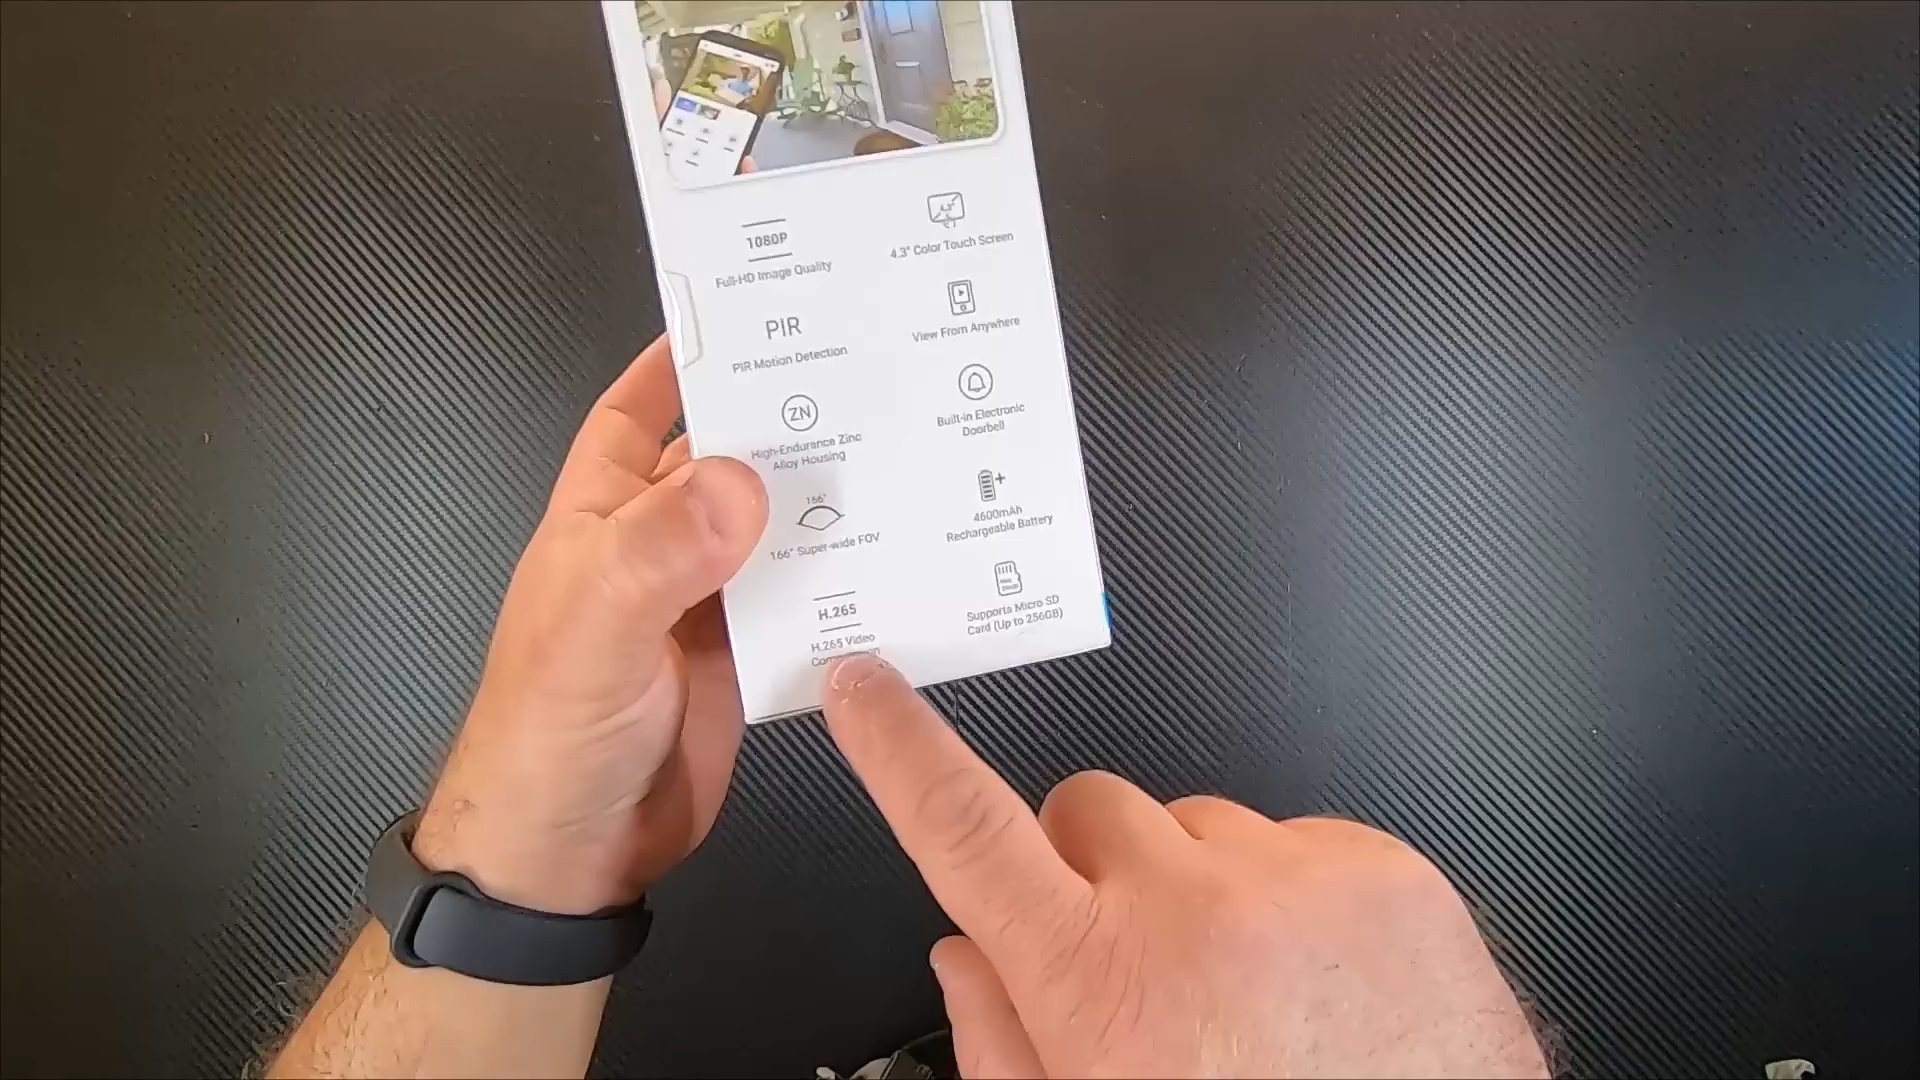 1080P
Full-HD Image Quality
4.3"
4.3" Color Touch Screen
PIR
PIR Motion Detection
View From Anywhere
ZN
High-Endurance Zinc
Alloy Housing
Built-in Electronic
Doorbell
166°
166° Super-wide FOV
4600mAh
Rechargeable Battery
H.265
H.265 Video
Supports Micro SD
Card (Up to 256GB)